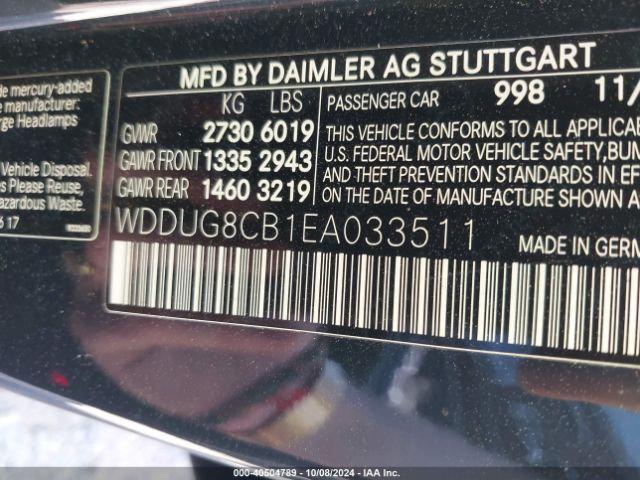 de mercury-added
manufacturer:
rge Headlamps
Vehicle Disposal.
s Please Reuse,
azardous Waste.
17
MFD BY DAIMLER AG STUTTGART
KG LBS
GVWR 2730 6019
GAWR FRONT 1335 2943
GAWR REAR 1460 3219
PASSENGER CAR 998 11/
THIS VEHICLE CONFORMS TO ALL APPLICAB
U.S. FEDERAL MOTOR VEHICLE SAFETY, BUM
AND THEFT PREVENTION STANDARDS IN E
ON THE DATE OF MANUFACTURE
WDDUG8CB1EA033511
MADE IN GERM
000-40504789 - 10/08/2024 - IAA Inc.